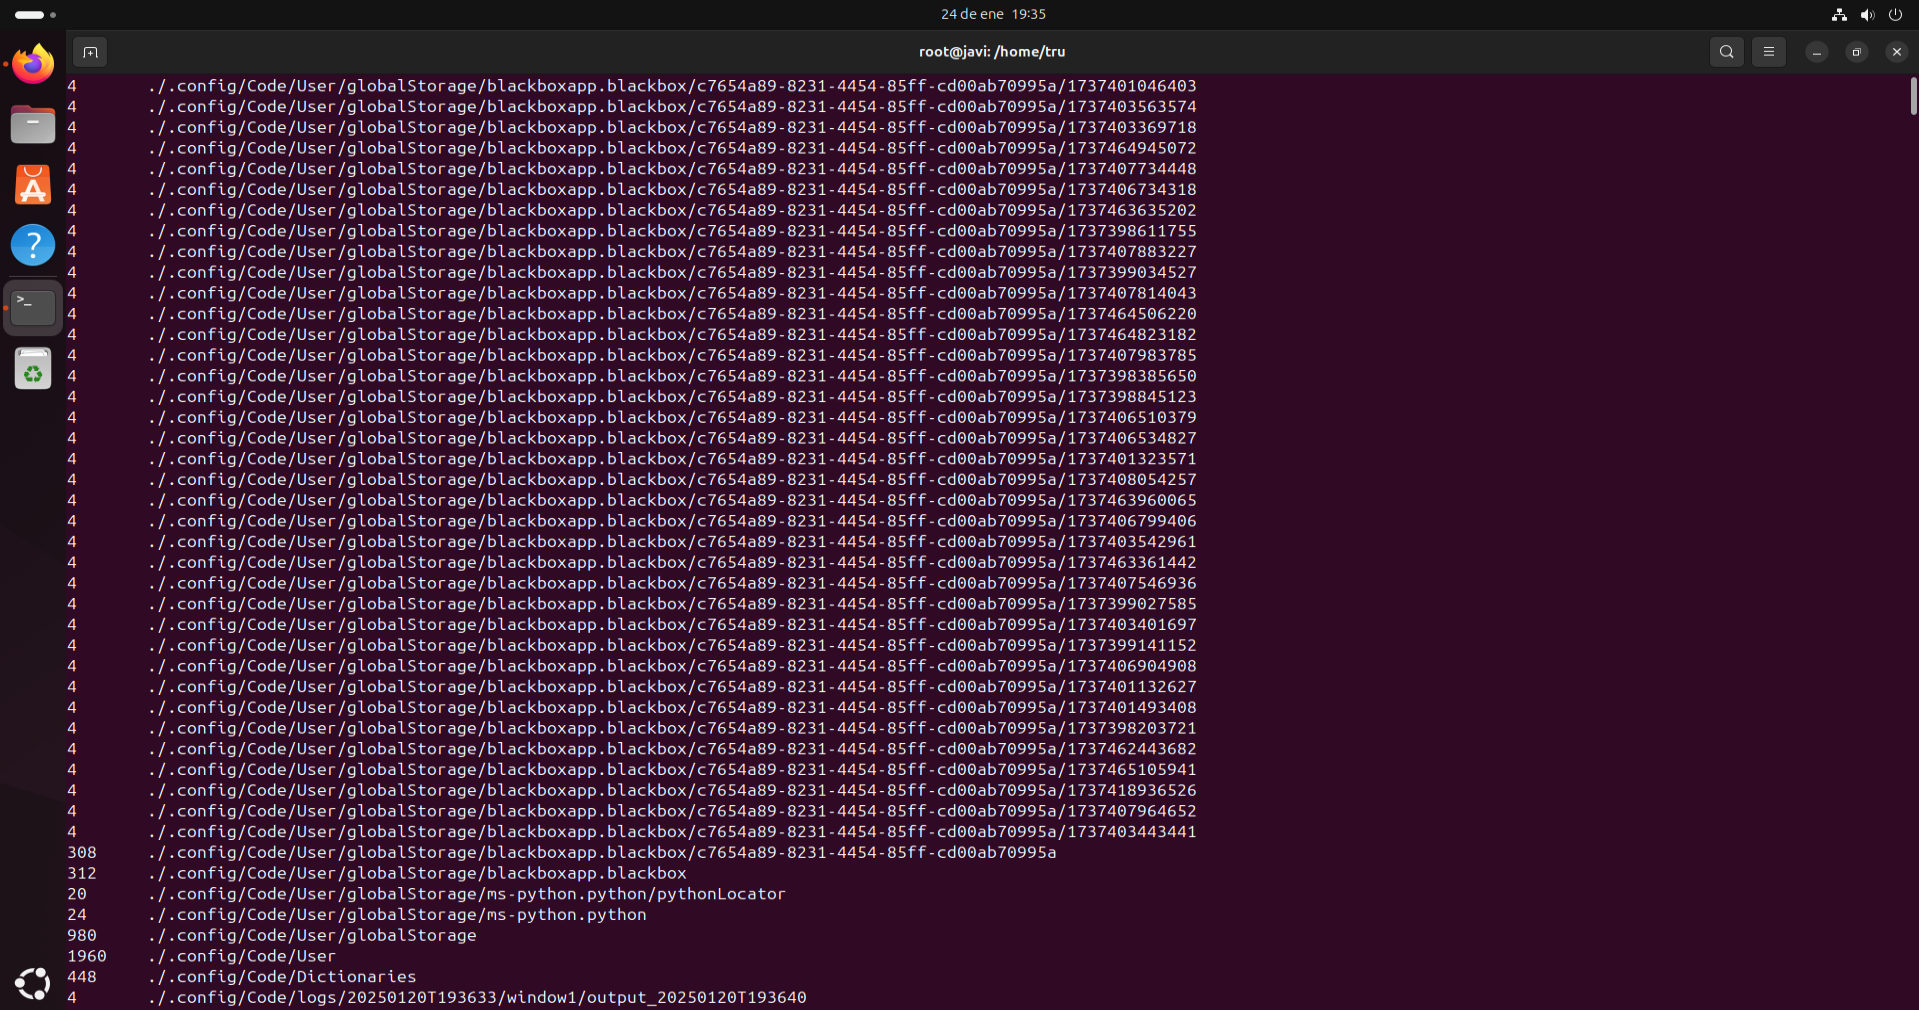 24 de ene 19:35
root@javi: /home/tru
4 ./.config/Code/User/globalStorage/blackboxapp.blackbox/c7654a89-8231-4454-85ff-cd00ab70995a/1737401046403
4 ./.config/Code/User/globalStorage/blackboxapp.blackbox/c7654a89-8231-4454-85ff-cd00ab70995a/1737403563574
4 ./.config/Code/User/globalStorage/blackboxapp.blackbox/c7654a89-8231-4454-85ff-cd00ab70995a/1737403369718
4 ./.config/Code/User/globalStorage/blackboxapp.blackbox/c7654a89-8231-4454-85ff-cd00ab70995a/1737464945072
4 ./.config/Code/User/globalStorage/blackboxapp.blackbox/c7654a89-8231-4454-85ff-cd00ab70995a/1737407734448
4 ./.config/Code/User/globalStorage/blackboxapp.blackbox/c7654a89-8231-4454-85ff-cd00ab70995a/1737406734318
4 ./.config/Code/User/globalStorage/blackboxapp.blackbox/c7654a89-8231-4454-85ff-cd00ab70995a/1737463635202
4 ./.config/Code/User/globalStorage/blackboxapp.blackbox/c7654a89-8231-4454-85ff-cd00ab70995a/1737398611755
4 ./.config/Code/User/globalStorage/blackboxapp.blackbox/c7654a89-8231-4454-85ff-cd00ab70995a/1737407883227
4 ./.config/Code/User/globalStorage/blackboxapp.blackbox/c7654a89-8231-4454-85ff-cd00ab70995a/1737399034527
4 ./.config/Code/User/globalStorage/blackboxapp.blackbox/c7654a89-8231-4454-85ff-cd00ab70995a/1737407814043
4 ./.config/Code/User/globalStorage/blackboxapp.blackbox/c7654a89-8231-4454-85ff-cd00ab70995a/1737464506220
4 ./.config/Code/User/globalStorage/blackboxapp.blackbox/c7654a89-8231-4454-85ff-cd00ab70995a/1737464823182
4 ./.config/Code/User/globalStorage/blackboxapp.blackbox/c7654a89-8231-4454-85ff-cd00ab70995a/1737407983785
4 ./.config/Code/User/globalStorage/blackboxapp.blackbox/c7654a89-8231-4454-85ff-cd00ab70995a/1737398385650
4 ./.config/Code/User/globalStorage/blackboxapp.blackbox/c7654a89-8231-4454-85ff-cd00ab70995a/1737398845123
4 ./.config/Code/User/globalStorage/blackboxapp.blackbox/c7654a89-8231-4454-85ff-cd00ab70995a/1737406510379
4 ./.config/Code/User/globalStorage/blackboxapp.blackbox/c7654a89-8231-4454-85ff-cd00ab70995a/1737406534827
4 ./.config/Code/User/globalStorage/blackboxapp.blackbox/c7654a89-8231-4454-85ff-cd00ab70995a/1737401323571
4 ./.config/Code/User/globalStorage/blackboxapp.blackbox/c7654a89-8231-4454-85ff-cd00ab70995a/1737408054257
4 ./.config/Code/User/globalStorage/blackboxapp.blackbox/c7654a89-8231-4454-85ff-cd00ab70995a/1737463960065
4 ./.config/Code/User/globalStorage/blackboxapp.blackbox/c7654a89-8231-4454-85ff-cd00ab70995a/1737406799406
4 ./.config/Code/User/globalStorage/blackboxapp.blackbox/c7654a89-8231-4454-85ff-cd00ab70995a/1737403542961
4 ./.config/Code/User/globalStorage/blackboxapp.blackbox/c7654a89-8231-4454-85ff-cd00ab70995a/1737463361442
4 ./.config/Code/User/globalStorage/blackboxapp.blackbox/c7654a89-8231-4454-85ff-cd00ab70995a/1737407546936
4 ./.config/Code/User/globalStorage/blackboxapp.blackbox/c7654a89-8231-4454-85ff-cd00ab70995a/1737399027585
4 ./.config/Code/User/globalStorage/blackboxapp.blackbox/c7654a89-8231-4454-85ff-cd00ab70995a/1737403401697
4 ./.config/Code/User/globalStorage/blackboxapp.blackbox/c7654a89-8231-4454-85ff-cd00ab70995a/1737399141152
4 ./.config/Code/User/globalStorage/blackboxapp.blackbox/c7654a89-8231-4454-85ff-cd00ab70995a/1737406904908
4 ./.config/Code/User/globalStorage/blackboxapp.blackbox/c7654a89-8231-4454-85ff-cd00ab70995a/1737401132627
4 ./.config/Code/User/globalStorage/blackboxapp.blackbox/c7654a89-8231-4454-85ff-cd00ab70995a/1737401493408
4 ./.config/Code/User/globalStorage/blackboxapp.blackbox/c7654a89-8231-4454-85ff-cd00ab70995a/1737398203721
4 ./.config/Code/User/globalStorage/blackboxapp.blackbox/c7654a89-8231-4454-85ff-cd00ab70995a/1737462443682
4 ./.config/Code/User/globalStorage/blackboxapp.blackbox/c7654a89-8231-4454-85ff-cd00ab70995a/1737465105941
4 ./.config/Code/User/globalStorage/blackboxapp.blackbox/c7654a89-8231-4454-85ff-cd00ab70995a/1737418936526
4 ./.config/Code/User/globalStorage/blackboxapp.blackbox/c7654a89-8231-4454-85ff-cd00ab70995a/1737407964652
4 ./.config/Code/User/globalStorage/blackboxapp.blackbox/c7654a89-8231-4454-85ff-cd00ab70995a/1737403443441
308 ./.config/Code/User/globalStorage/blackboxapp.blackbox/c7654a89-8231-4454-85ff-cd00ab70995a
312 ./.config/Code/User/globalStorage/blackboxapp.blackbox
20 ./.config/Code/User/globalStorage/ms-python.python/pythonLocator
24 ./.config/Code/User/globalStorage/ms-python.python
980 ./.config/Code/User/globalStorage
1960 ./.config/Code/User
448 ./.config/Code/Dictionaries
4 ./.config/Code/logs/20250120T193633/window1/output_20250120T193640